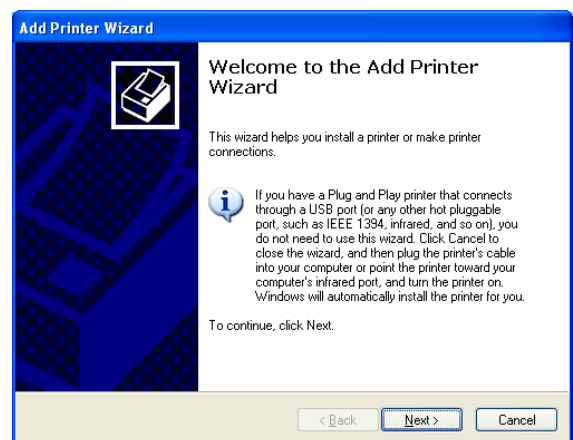 Add Printer Wizard
Welcome to the Add Printer
Wizard
This wizard helps you install a printer or make printer
connections.
If you have a Plug and Play printer that connects
through a USB port (or any other hot pluggable
port, such as IEEE 1394, infrared, and so on), you
do not need to use this wizard. Click Cancel to
close the wizard, and then plug the printer's cable
into your computer or point the printer toward your
computer's infrared port, and turn the printer on.
Windows will automatically install the printer for you.
To continue, click Next.
< Back Next > Cancel